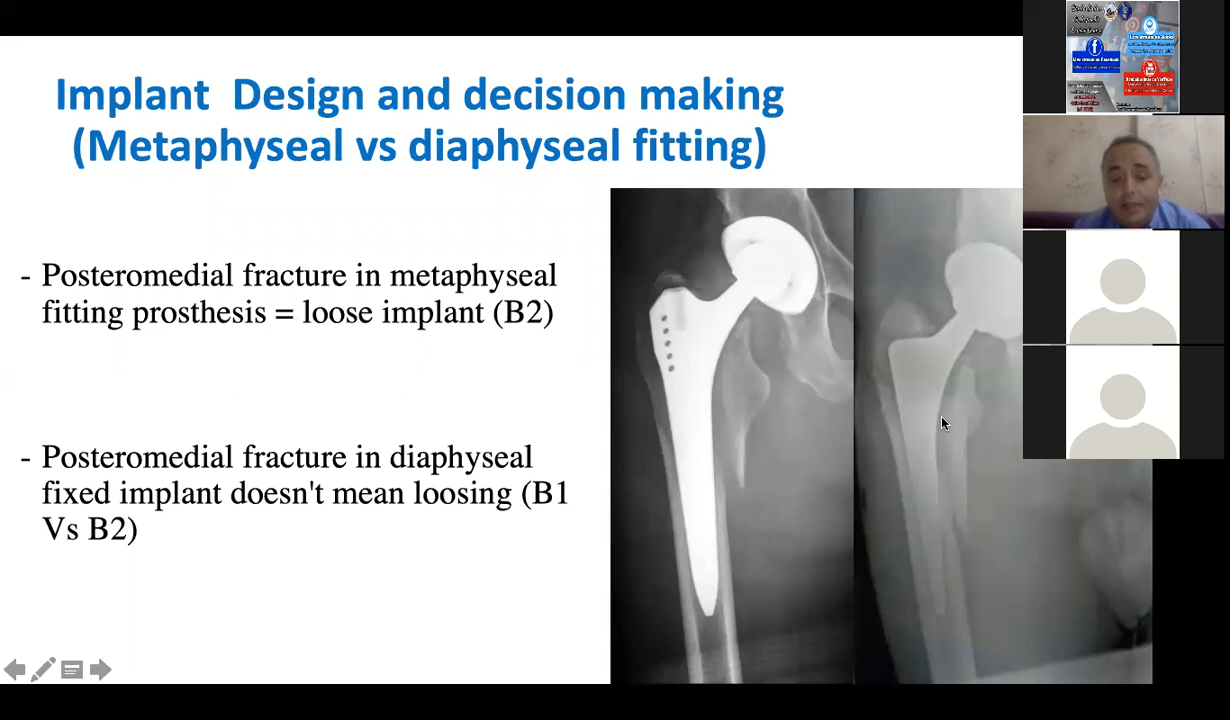 Implant Design and decision making
(Metaphyseal vs diaphyseal fitting)
- Posteromedial fracture in metaphyseal
fitting prosthesis = loose implant (B2)
- Posteromedial fracture in diaphyseal
fixed implant doesn't mean loosing (B1
Vs B2)